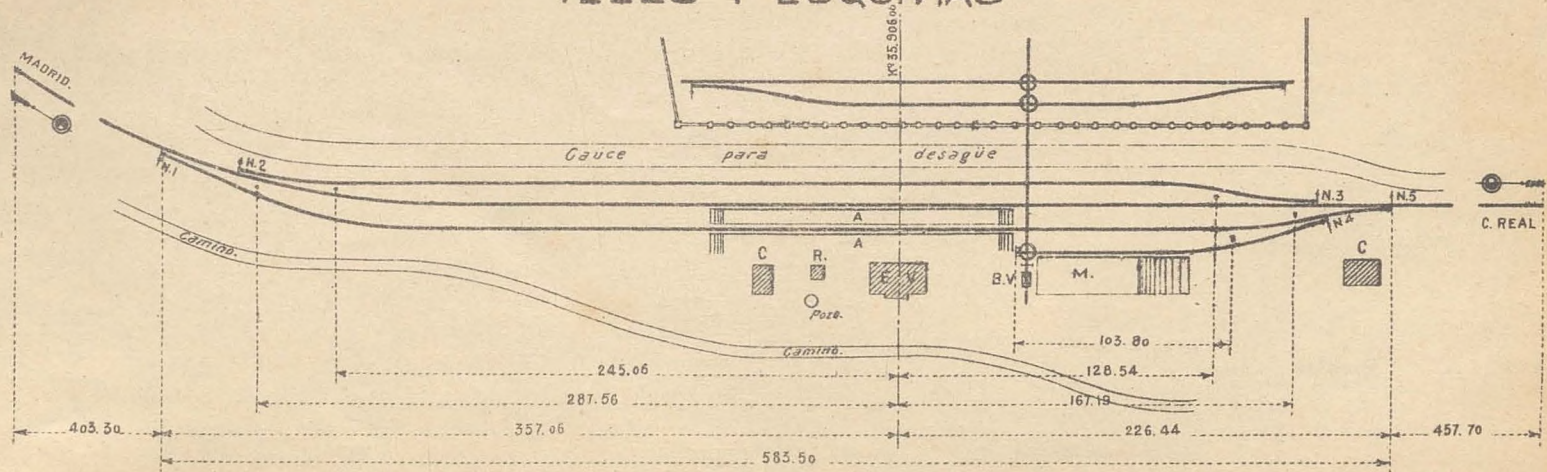 Kº 35.906.08
MADRID.
N.1
N.2
Cauce para desagüe
N.3
N.5
N.4
C. REAL
A
A
Camino.
C
R.
E V
B.V
M.
C
Pozo.
Camino.
103.80
245.06
128.54
287.56
167.19
403.30
357.06
226.44
457.70
583.50